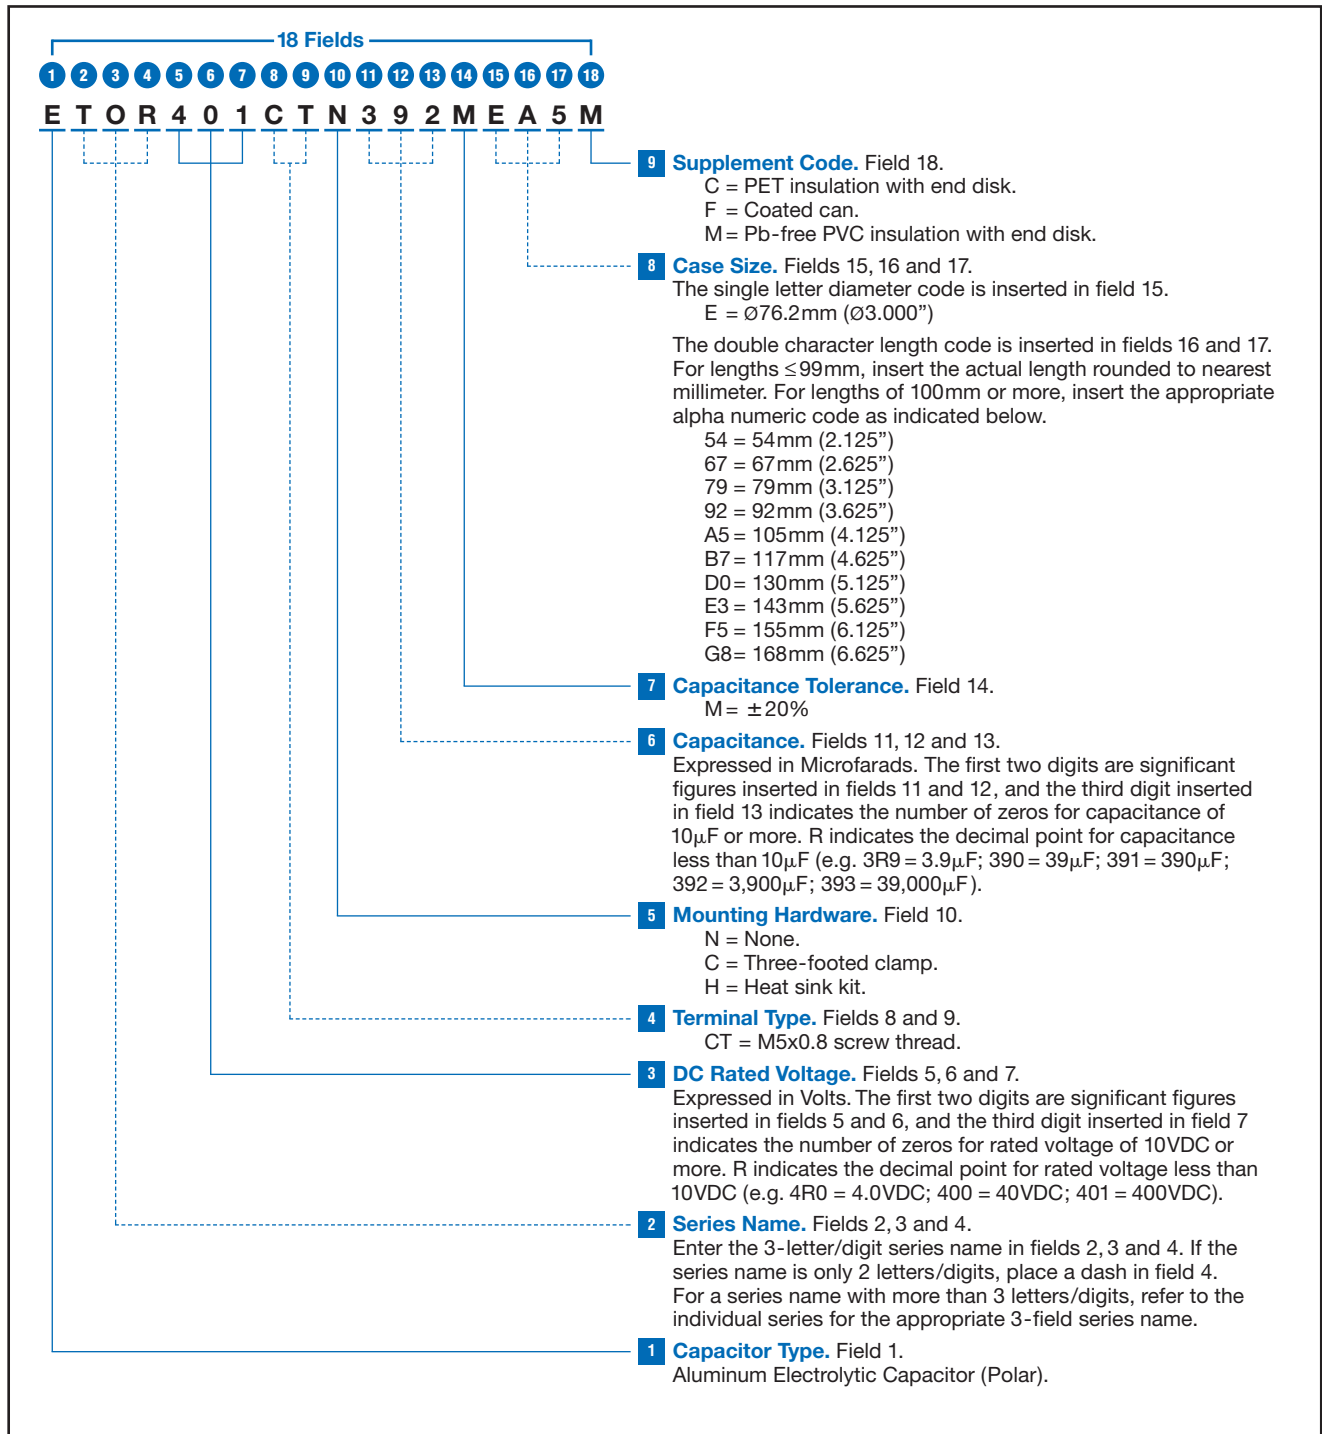 18 Fields
1 2 3 4 5 6 7 8 9 10 11 12 13 14 15 16 17 18
E T O R 4 0 1 C T N 3 9 2 M E A 5 M
9 Supplement Code. Field 18.
C = PET insulation with end disk.
F = Coated can.
M = Pb-free PVC insulation with end disk.
8 Case Size. Fields 15, 16 and 17.
The single letter diameter code is inserted in field 15.
E = Ø76.2mm (Ø3.000”)
The double character length code is inserted in fields 16 and 17.
For lengths ≤99mm, insert the actual length rounded to nearest
millimeter. For lengths of 100mm or more, insert the appropriate
alpha numeric code as indicated below.
54 = 54mm (2.125”)
67 = 67mm (2.625”)
79 = 79mm (3.125”)
92 = 92mm (3.625”)
A5 = 105mm (4.125”)
B7 = 117mm (4.625”)
D0 = 130mm (5.125”)
E3 = 143mm (5.625”)
F5 = 155mm (6.125”)
G8 = 168mm (6.625”)
7 Capacitance Tolerance. Field 14.
M = ±20%
6 Capacitance. Fields 11, 12 and 13.
Expressed in Microfarads. The first two digits are significant
figures inserted in fields 11 and 12, and the third digit inserted
in field 13 indicates the number of zeros for capacitance of
10µF or more. R indicates the decimal point for capacitance
less than 10µF (e.g. 3R9 = 3.9µF; 390 = 39µF; 391 = 390µF;
392 = 3,900µF; 393 = 39,000µF).
5 Mounting Hardware. Field 10.
N = None.
C = Three-footed clamp.
H = Heat sink kit.
4 Terminal Type. Fields 8 and 9.
CT = M5x0.8 screw thread.
3 DC Rated Voltage. Fields 5, 6 and 7.
Expressed in Volts. The first two digits are significant figures
inserted in fields 5 and 6, and the third digit inserted in field 7
indicates the number of zeros for rated voltage of 10VDC or
more. R indicates the decimal point for rated voltage less than
10VDC (e.g. 4R0 = 4.0VDC; 400 = 40VDC; 401 = 400VDC).
2 Series Name. Fields 2, 3 and 4.
Enter the 3-letter/digit series name in fields 2, 3 and 4. If the
series name is only 2 letters/digits, place a dash in field 4.
For a series name with more than 3 letters/digits, refer to the
individual series for the appropriate 3-field series name.
1 Capacitor Type. Field 1.
Aluminum Electrolytic Capacitor (Polar).